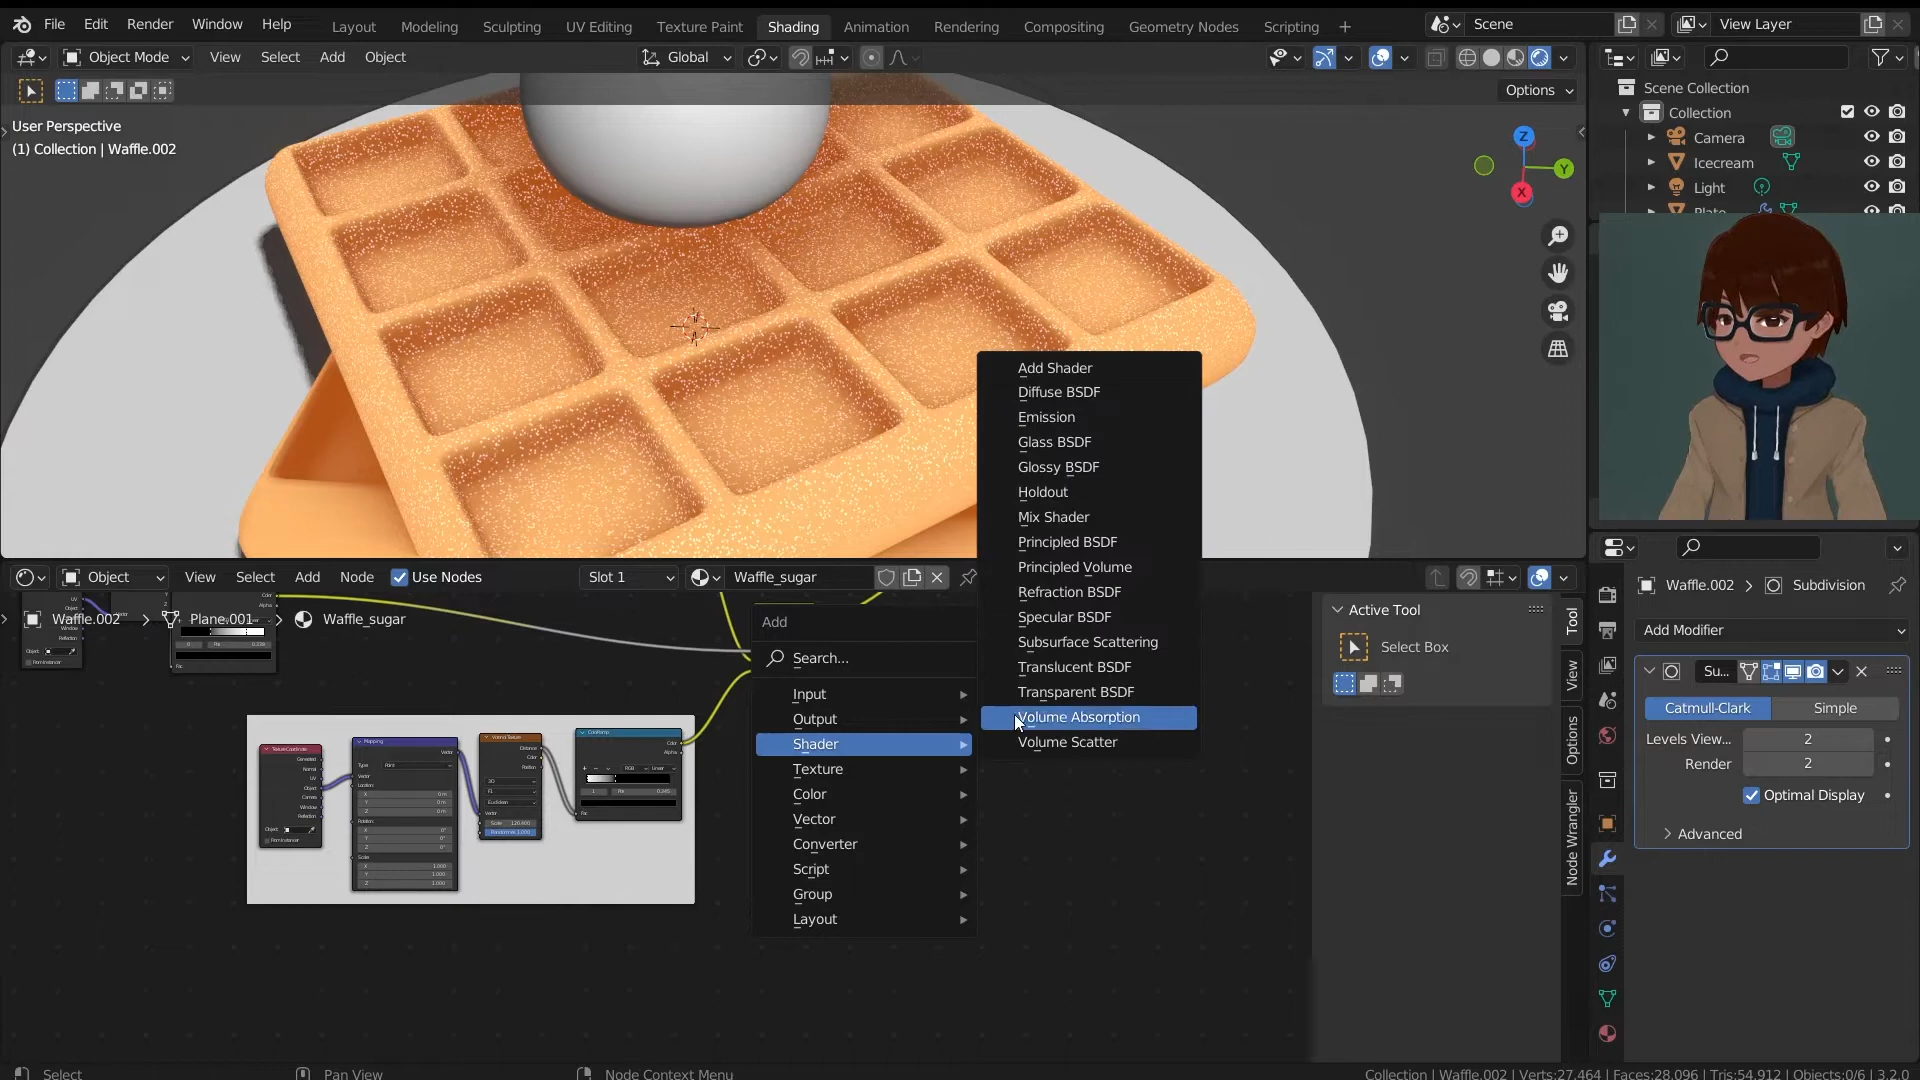 File Edit Render Window Help Layout Modeling Sculpting UV Editing Texture Paint Shading Animation Rendering Compositing Geometry Nodes Scripting + Scene View Layer
Object Mode View Select Add Object Global
Options
User Perspective
(1) Collection | Waffle.002
Z
Y
X
Scene Collection
Collection
Camera
Icecream
Light
Plate
Add Shader
Diffuse BSDF
Emission
Glass BSDF
Glossy BSDF
Holdout
Mix Shader
Principled BSDF
Principled Volume
Refraction BSDF
Specular BSDF
Subsurface Scattering
Translucent BSDF
Transparent BSDF
Volume Absorption
Volume Scatter
Object View Select Add Node Use Nodes Slot 1 Waffle_sugar
Waffle.002 > Plane.001 > Waffle_sugar
Add
Search...
Input
Output
Shader
Texture
Color
Vector
Converter
Script
Group
Layout
Active Tool
Select Box
Tool
View
Options
Node Wrangler
Waffle.002 > Subdivision
Add Modifier
Su...
Catmull-Clark Simple
Levels View... 2
Render 2
Optimal Display
Advanced
Select Pan View Node Context Menu
Collection | Waffle.002 | Verts:27,464 | Faces:28,096 | Tris:54,912 | Objects:0/6 | 3.2.0